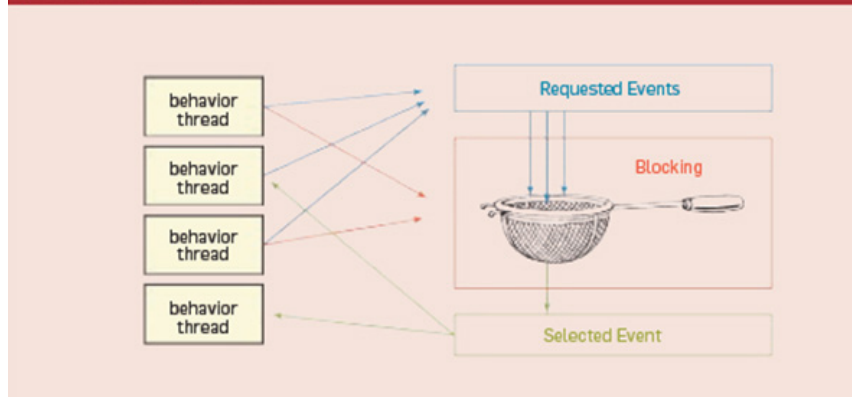 behavior
thread
behavior
thread
behavior
thread
behavior
thread
Requested Events
Blocking
Selected Event